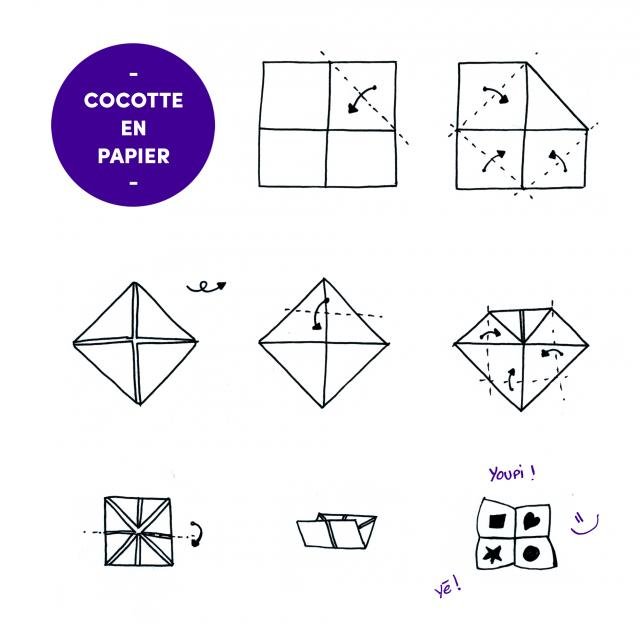 -
COCOTTE
EN
PAPIER
-
Youpi !
yé !